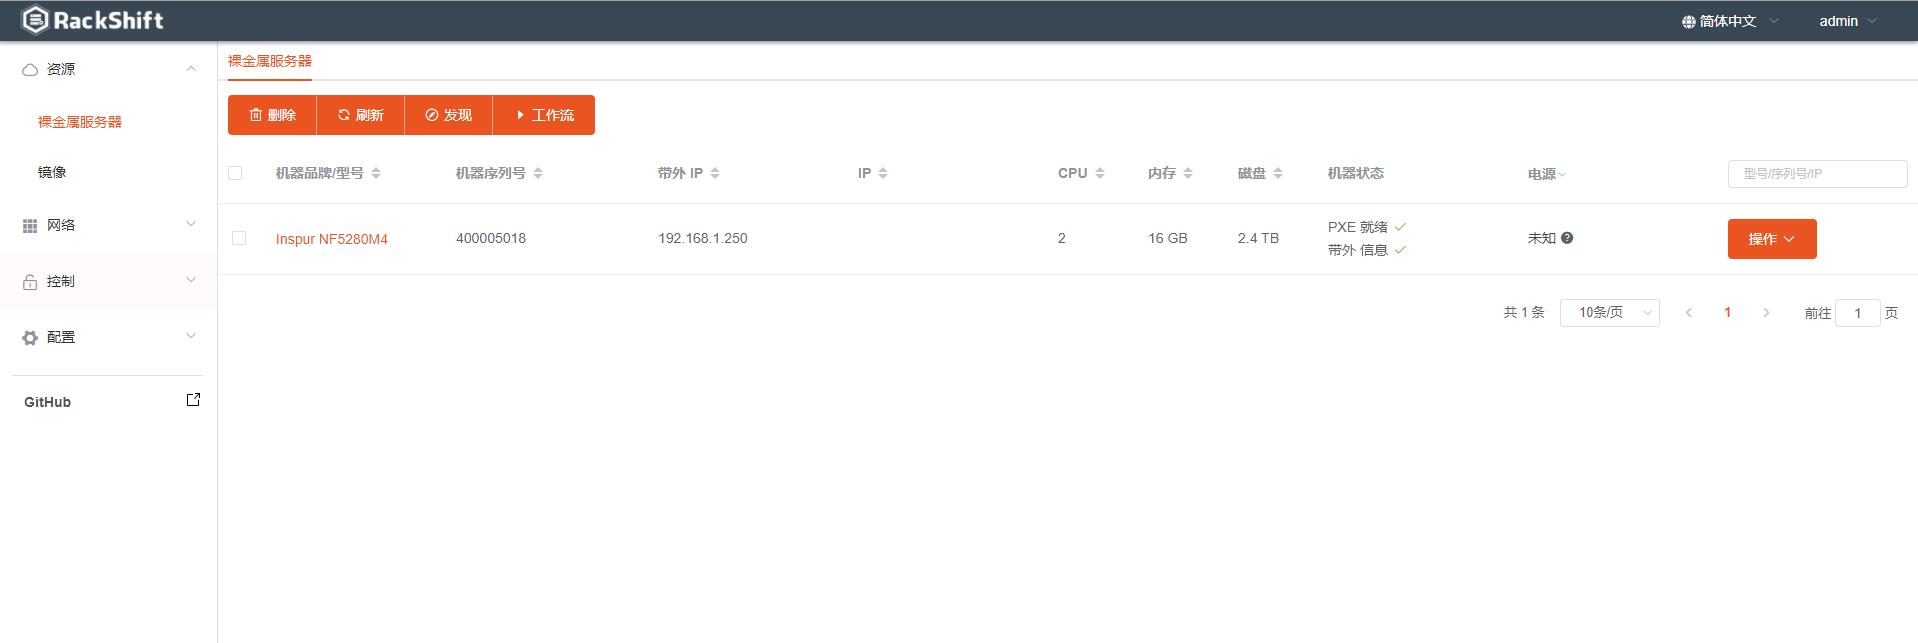 RackShift
简体中文
admin
资源
裸金属服务器
镜像
网络
控制
配置
GitHub
裸金属服务器
删除 刷新 发现 工作流
机器品牌/型号 机器序列号 带外 IP IP CPU 内存 磁盘 机器状态 电源 型号/序列号/IP
Inspur NF5280M4 400005018 192.168.1.250 2 16 GB 2.4 TB PXE 就绪 未知 操作
带外 信息
共 1 条 10条/页 1 前往 1 页